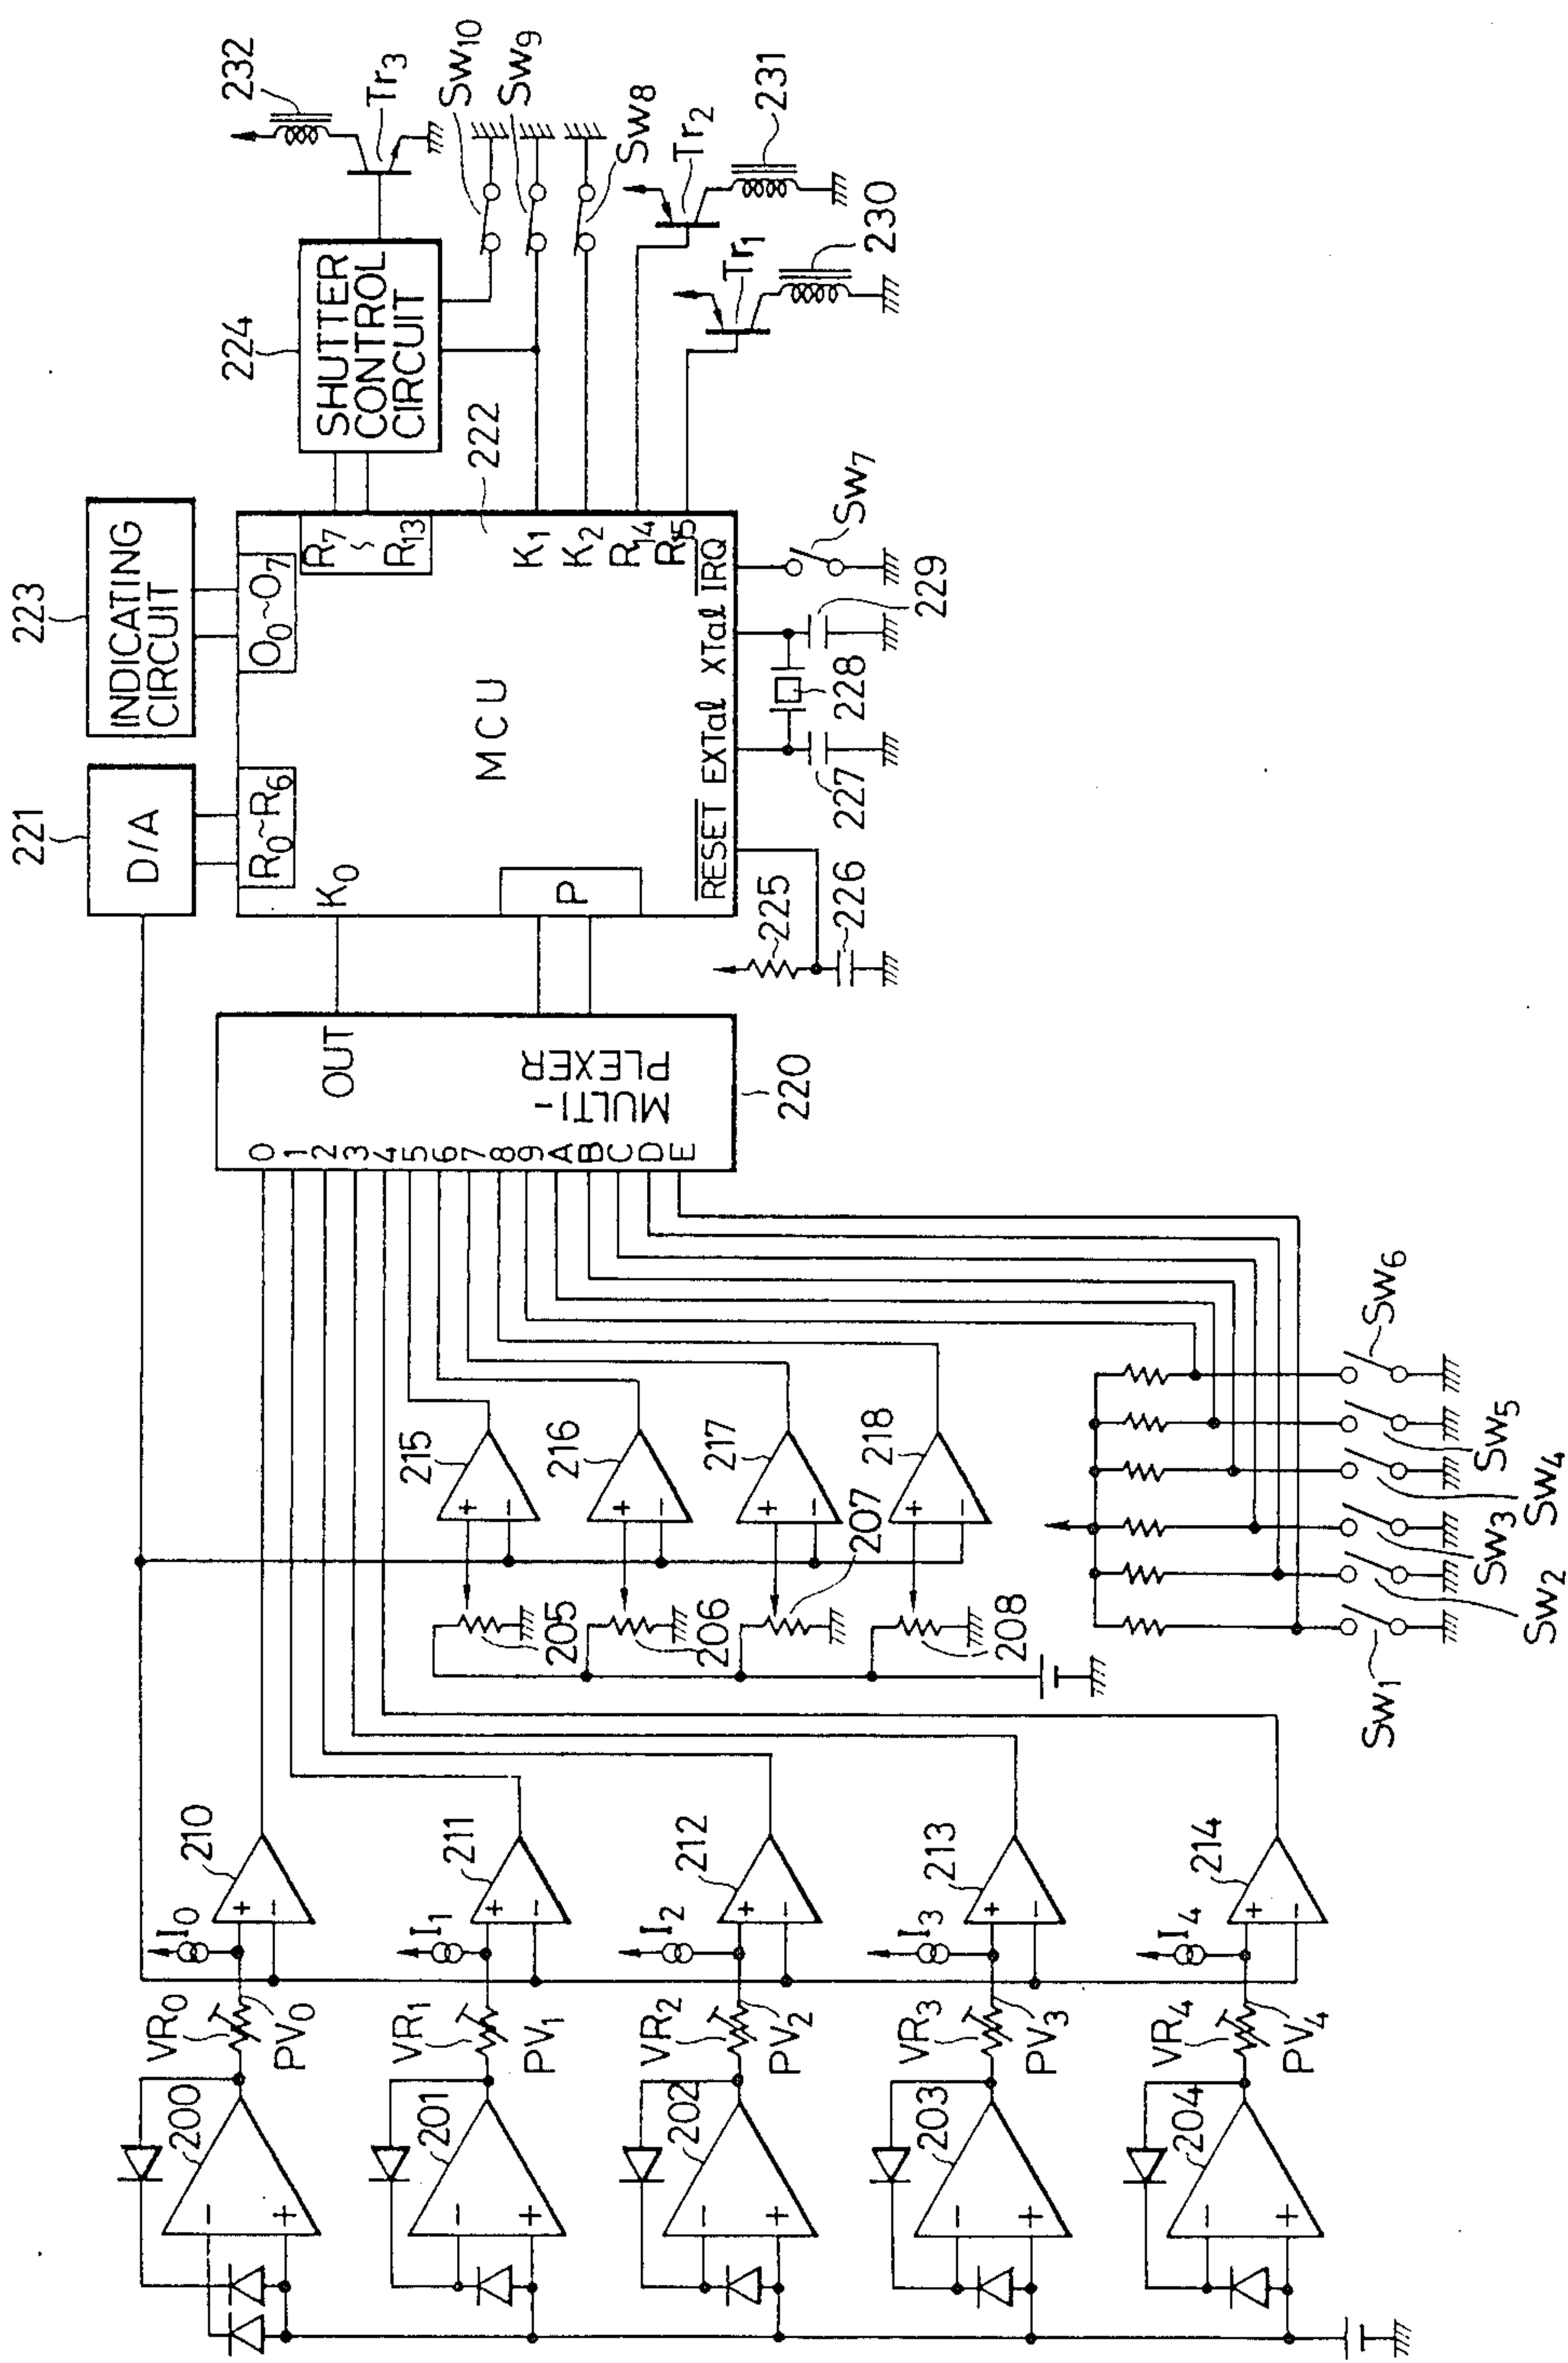 232
Tr3
Sw10
Sw9
Sw8
Tr2
231
Tr1
230
224
SHUTTER
CONTROL
CIRCUIT
222
223
INDICATING
CIRCUIT
221
D/A
R0~R6
O0~O7
R7
~
R13
K1
K2
R14
R15
K0
P
MCU
RESET
EXTal
XTal
IRQ
Sw7
229
228
227
226
225
OUT
MULTI-
PLEXER
220
0
1
2
3
4
5
6
7
8
9
A
B
C
D
E
215
+
−
216
+
−
217
+
−
218
+
−
205
206
207
208
Sw6
Sw5
Sw4
Sw3
Sw2
Sw1
210
+
−
I0
VR0
PV0
200
−
+
211
+
−
I1
VR1
PV1
201
−
+
212
+
−
I2
VR2
PV2
202
−
+
213
+
−
I3
VR3
PV3
203
−
+
214
+
−
I4
VR4
PV4
204
−
+